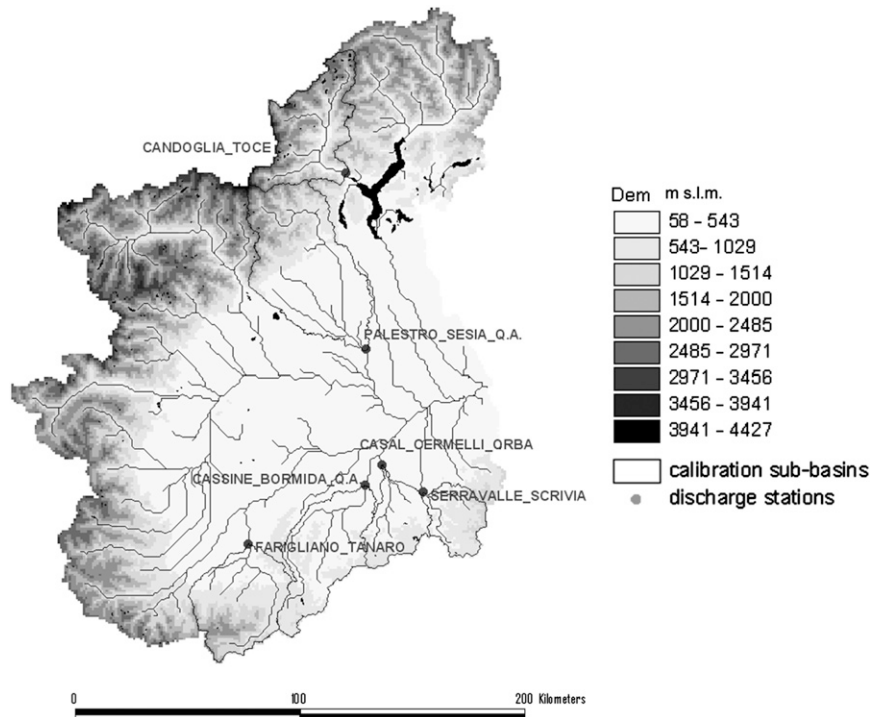 CANDOGLIA_TOCE
PALESTRO_SESIA_Q.A.
CASAL_CERMELLI_ORBA
CASSINE_BORMIDA_Q.A.
SERRAVALLE_SCRIVIA
FARIGLIANO_TANARO
Dem m s.l.m.
58 - 543
543- 1029
1029 - 1514
1514 - 2000
2000 - 2485
2485 - 2971
2971 - 3456
3456 - 3941
3941 - 4427
calibration sub-basins
discharge stations
0 100 200 Kilometers